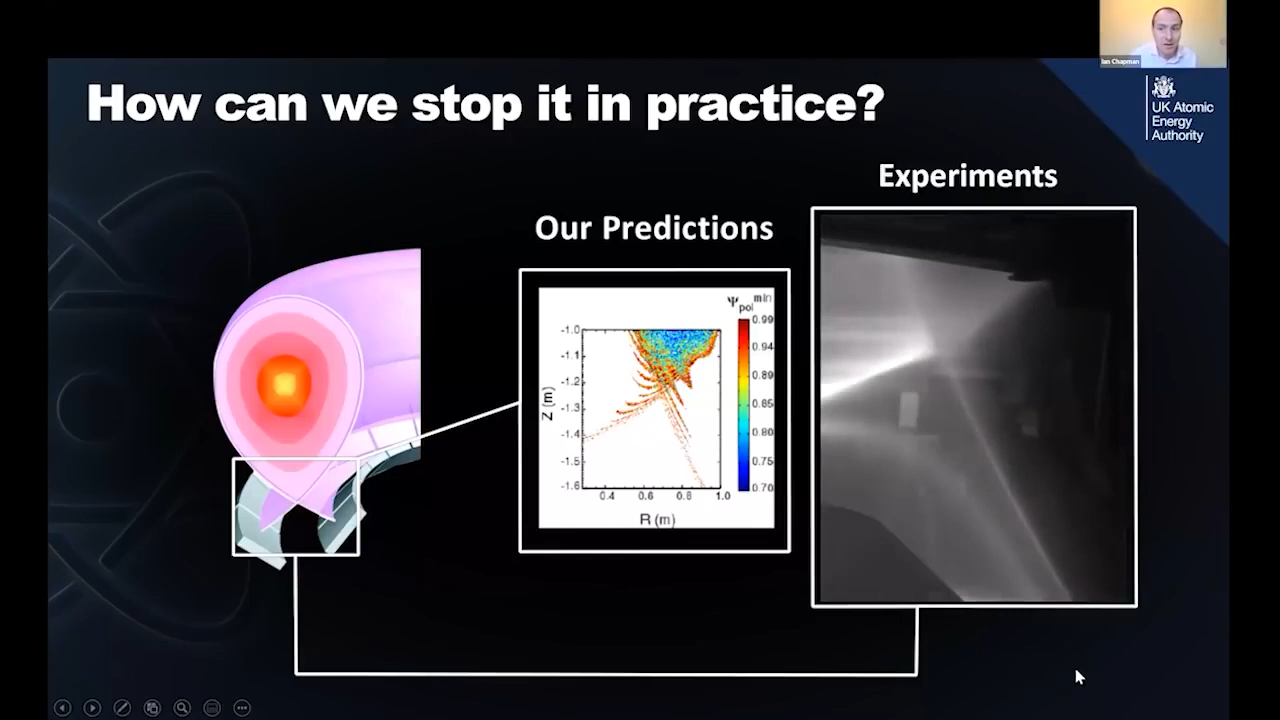 Ian Chapman
How can we stop it in practice?
UK Atomic
Energy
Authority
Experiments
Our Predictions
Ψpol min
0.99
0.94
0.89
0.85
0.80
0.75
0.70
-1.0
-1.1
-1.2
-1.3
-1.4
-1.5
-1.6
Z (m)
0.4 0.6 0.8 1.0
R (m)